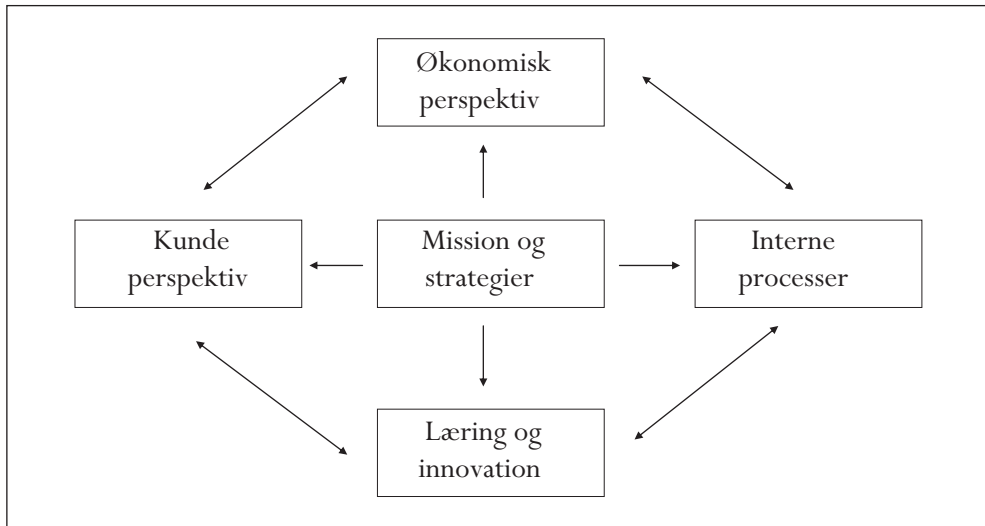 Økonomisk
perspektiv
Kunde
perspektiv
Mission og
strategier
Interne
processer
Læring og
innovation